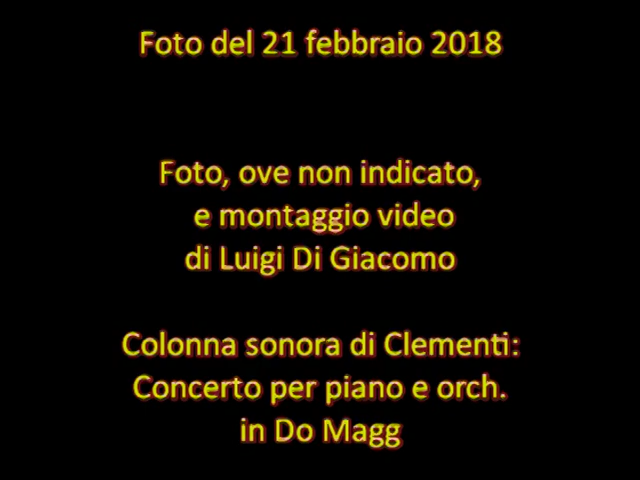 Foto del 21 febbraio 2018
Foto, ove non indicato,
e montaggio video
di Luigi Di Giacomo
Colonna sonora di Clementi:
Concerto per piano e orch.
in Do Magg